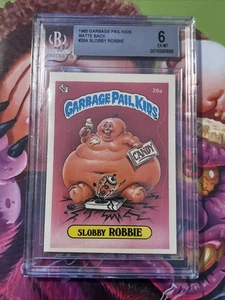 1985 GARBAGE PAIL KIDS
MATTE BACK
#26A SLOBBY ROBBIE
6
EX-MT
GARBAGE PAIL KIDS
26a
CANDY
SLOBBY ROBBIE